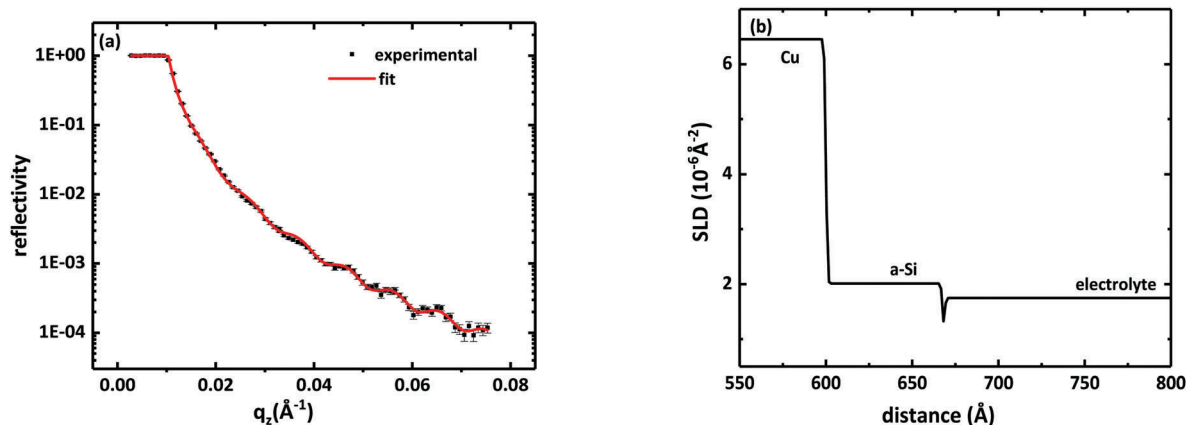 (a)
experimental
fit
1E+00
1E-01
1E-02
1E-03
1E-04
reflectivity
0.00 0.02 0.04 0.06 0.08
q_z(Å⁻¹)
(b)
Cu
a-Si
electrolyte
6
4
2
SLD (10⁻⁶Å⁻²)
550 600 650 700 750 800
distance (Å)